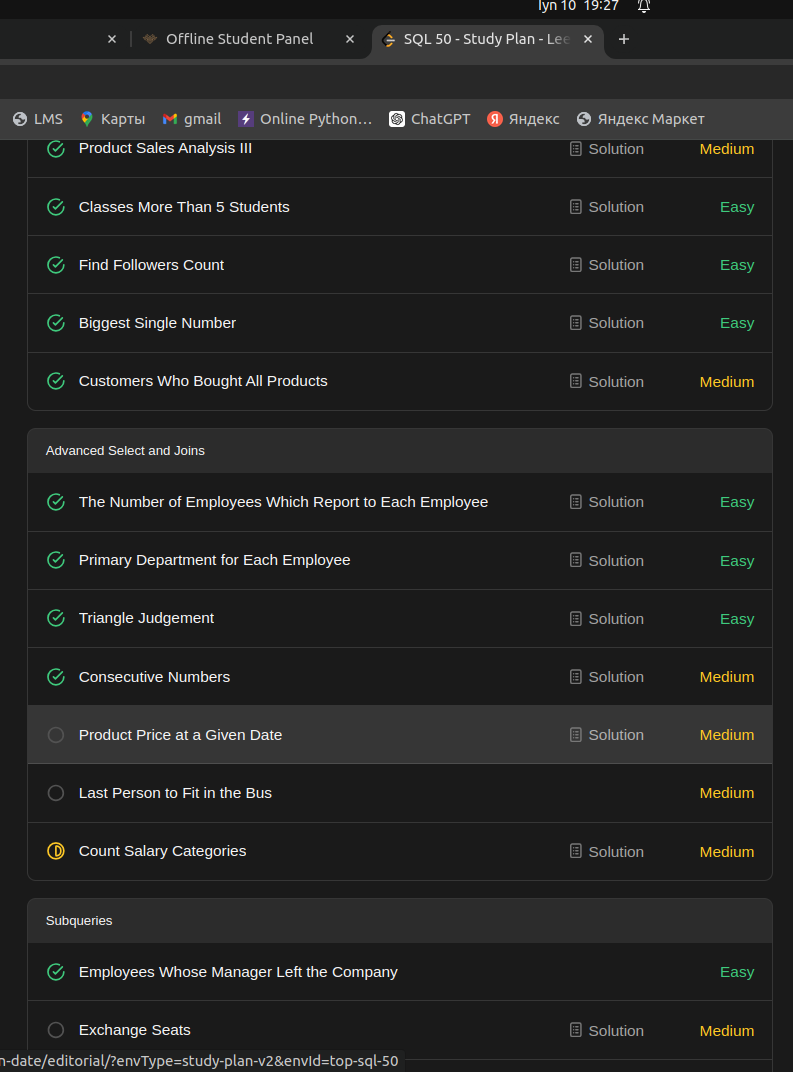 lyn 10 19:27
Offline Student Panel
SQL 50 - Study Plan - Lee
LMS Карты gmail Online Python... ChatGPT Яндекс Яндекс Маркет
Product Sales Analysis III Solution Medium
Classes More Than 5 Students Solution Easy
Find Followers Count Solution Easy
Biggest Single Number Solution Easy
Customers Who Bought All Products Solution Medium
Advanced Select and Joins
The Number of Employees Which Report to Each Employee Solution Easy
Primary Department for Each Employee Solution Easy
Triangle Judgement Solution Easy
Consecutive Numbers Solution Medium
Product Price at a Given Date Solution Medium
Last Person to Fit in the Bus Medium
Count Salary Categories Solution Medium
Subqueries
Employees Whose Manager Left the Company Easy
Exchange Seats Solution Medium
n-date/editorial/?envType=study-plan-v2&envId=top-sql-50